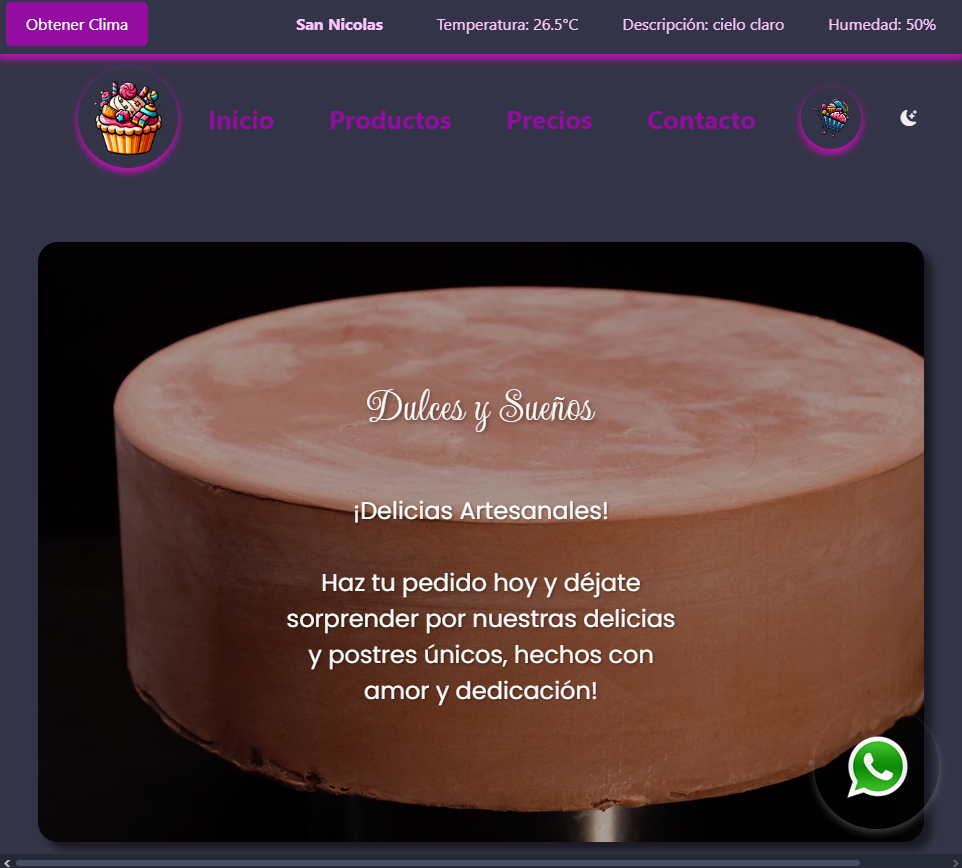 Obtener Clima
San Nicolas
Temperatura: 26.5°C
Descripción: cielo claro
Humedad: 50%
Inicio
Productos
Precios
Contacto
Dulces y Sueños
¡Delicias Artesanales!
Haz tu pedido hoy y déjate
sorprender por nuestras delicias
y postres únicos, hechos con
amor y dedicación!